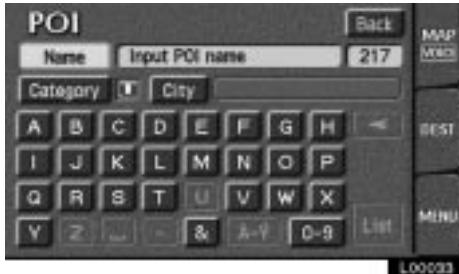 POI Back
MAP
VOICE
Name Input POI name 217
Category City
A B C D E F G H
DEST
I J K L M N O P
Q R S T U V W X
Y Z - & A-Y 0-9 List
MENU
L00033